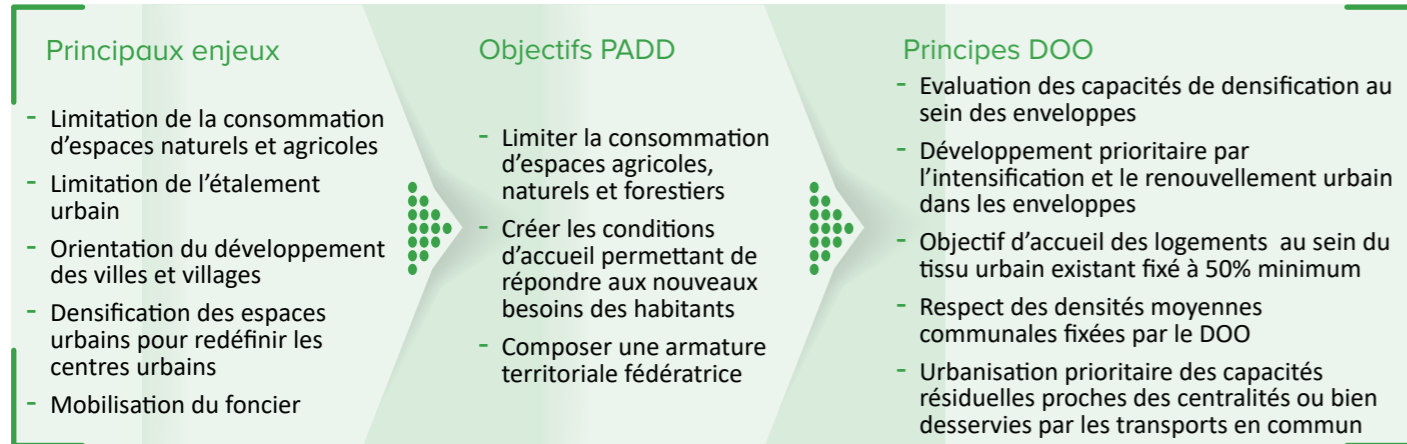 Principaux enjeux
- Limitation de la consommation
d'espaces naturels et agricoles
- Limitation de l'étalement
urbain
- Orientation du développement
des villes et villages
- Densification des espaces
urbains pour redéfinir les
centres urbains
- Mobilisation du foncier
Objectifs PADD
- Limiter la consommation
d'espaces agricoles,
naturels et forestiers
- Créer les conditions
d'accueil permettant de
répondre aux nouveaux
besoins des habitants
- Composer une armature
territoriale fédératrice
Principes DOO
- Evaluation des capacités de densification au
sein des enveloppes
- Développement prioritaire par
l'intensification et le renouvellement urbain
dans les enveloppes
- Objectif d'accueil des logements au sein du
tissu urbain existant fixé à 50% minimum
- Respect des densités moyennes
communales fixées par le DOO
- Urbanisation prioritaire des capacités
résiduelles proches des centralités ou bien
desservies par les transports en commun